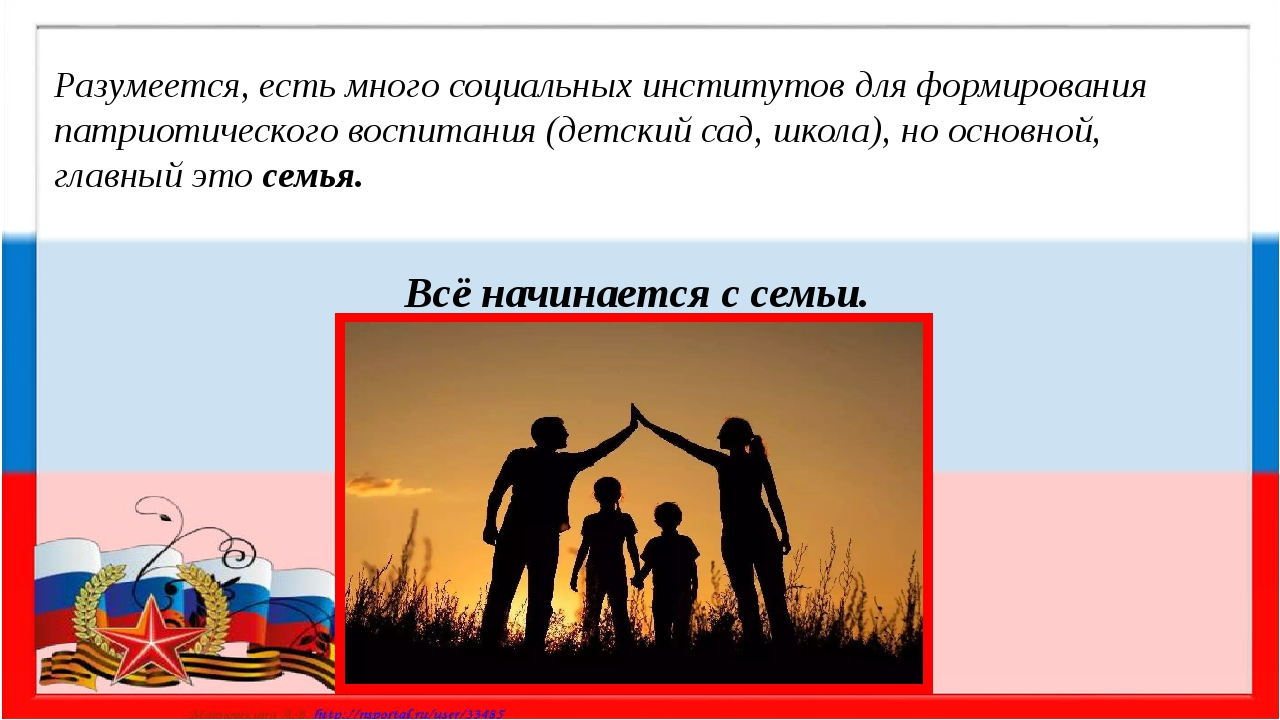 Разумеется, есть много социальных институтов для формирования
патриотического воспитания (детский сад, школа), но основной,
главный это семья.
Всё начинается с семьи.
http://nsportal.ru/user/33485